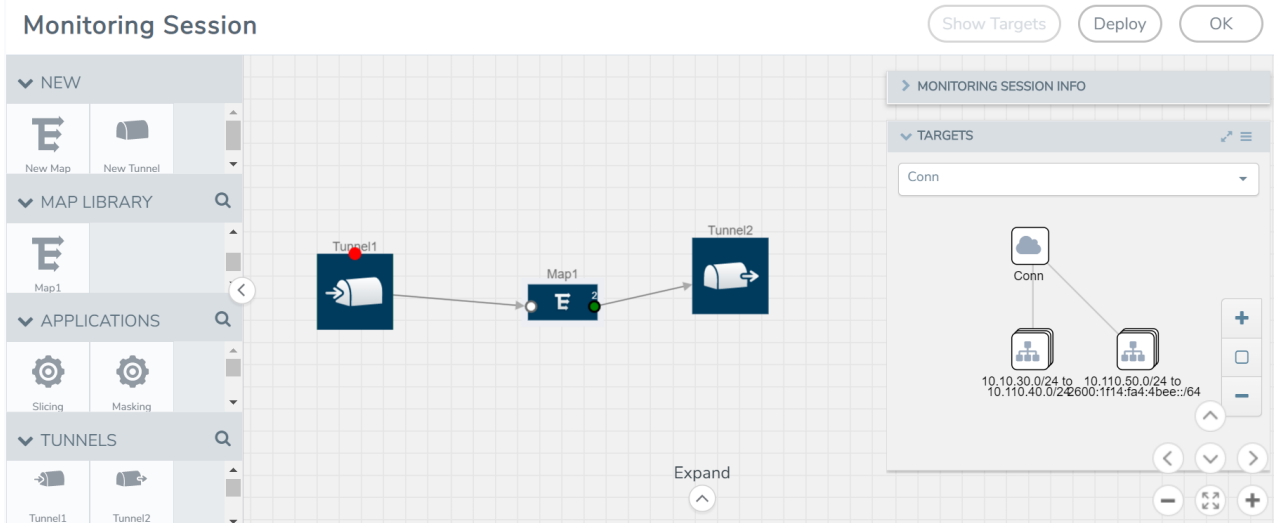 Monitoring Session
Show Targets
Deploy
OK
NEW
New Map
New Tunnel
MAP LIBRARY
Map1
APPLICATIONS
Slicing
Masking
TUNNELS
Tunnel1
Tunnel2
Tunnel1
Map1
2
Tunnel2
Expand
MONITORING SESSION INFO
TARGETS
Conn
Conn
10.10.30.0/24 to
10.110.40.0/24
10.110.50.0/24 to
2600:1f14:fa4:4bee::/64